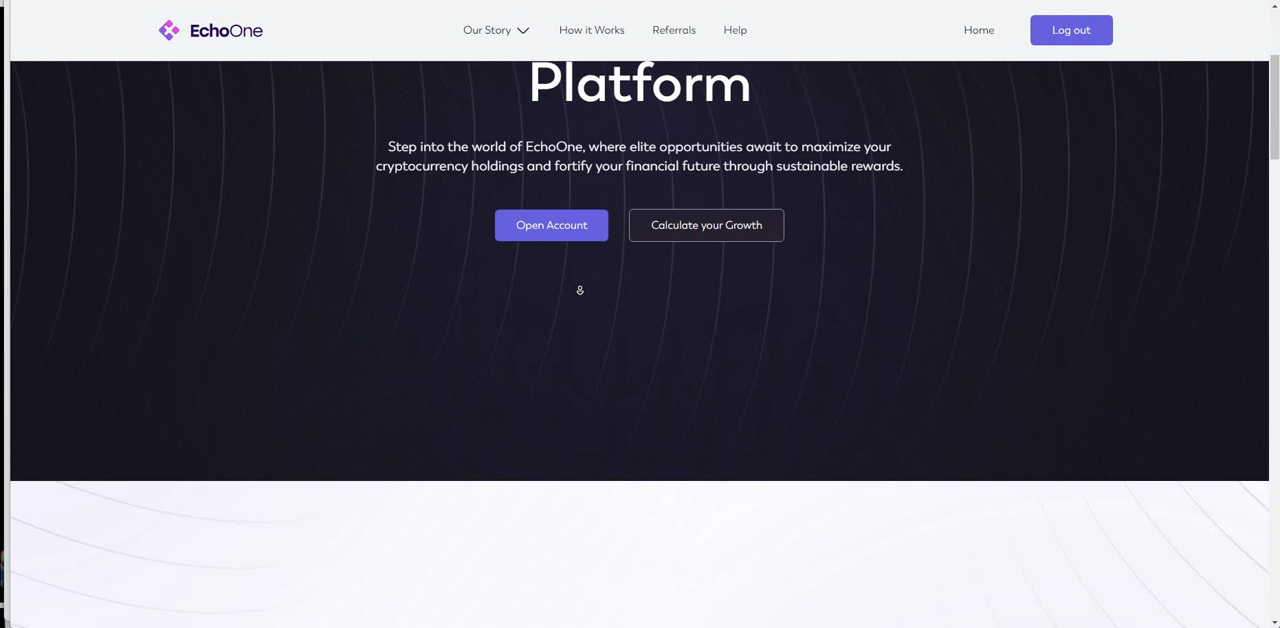 EchoOne
Our Story
How it Works
Referrals
Help
Home
Log out
Platform
Step into the world of EchoOne, where elite opportunities await to maximize your
cryptocurrency holdings and fortify your financial future through sustainable rewards.
Open Account
Calculate your Growth